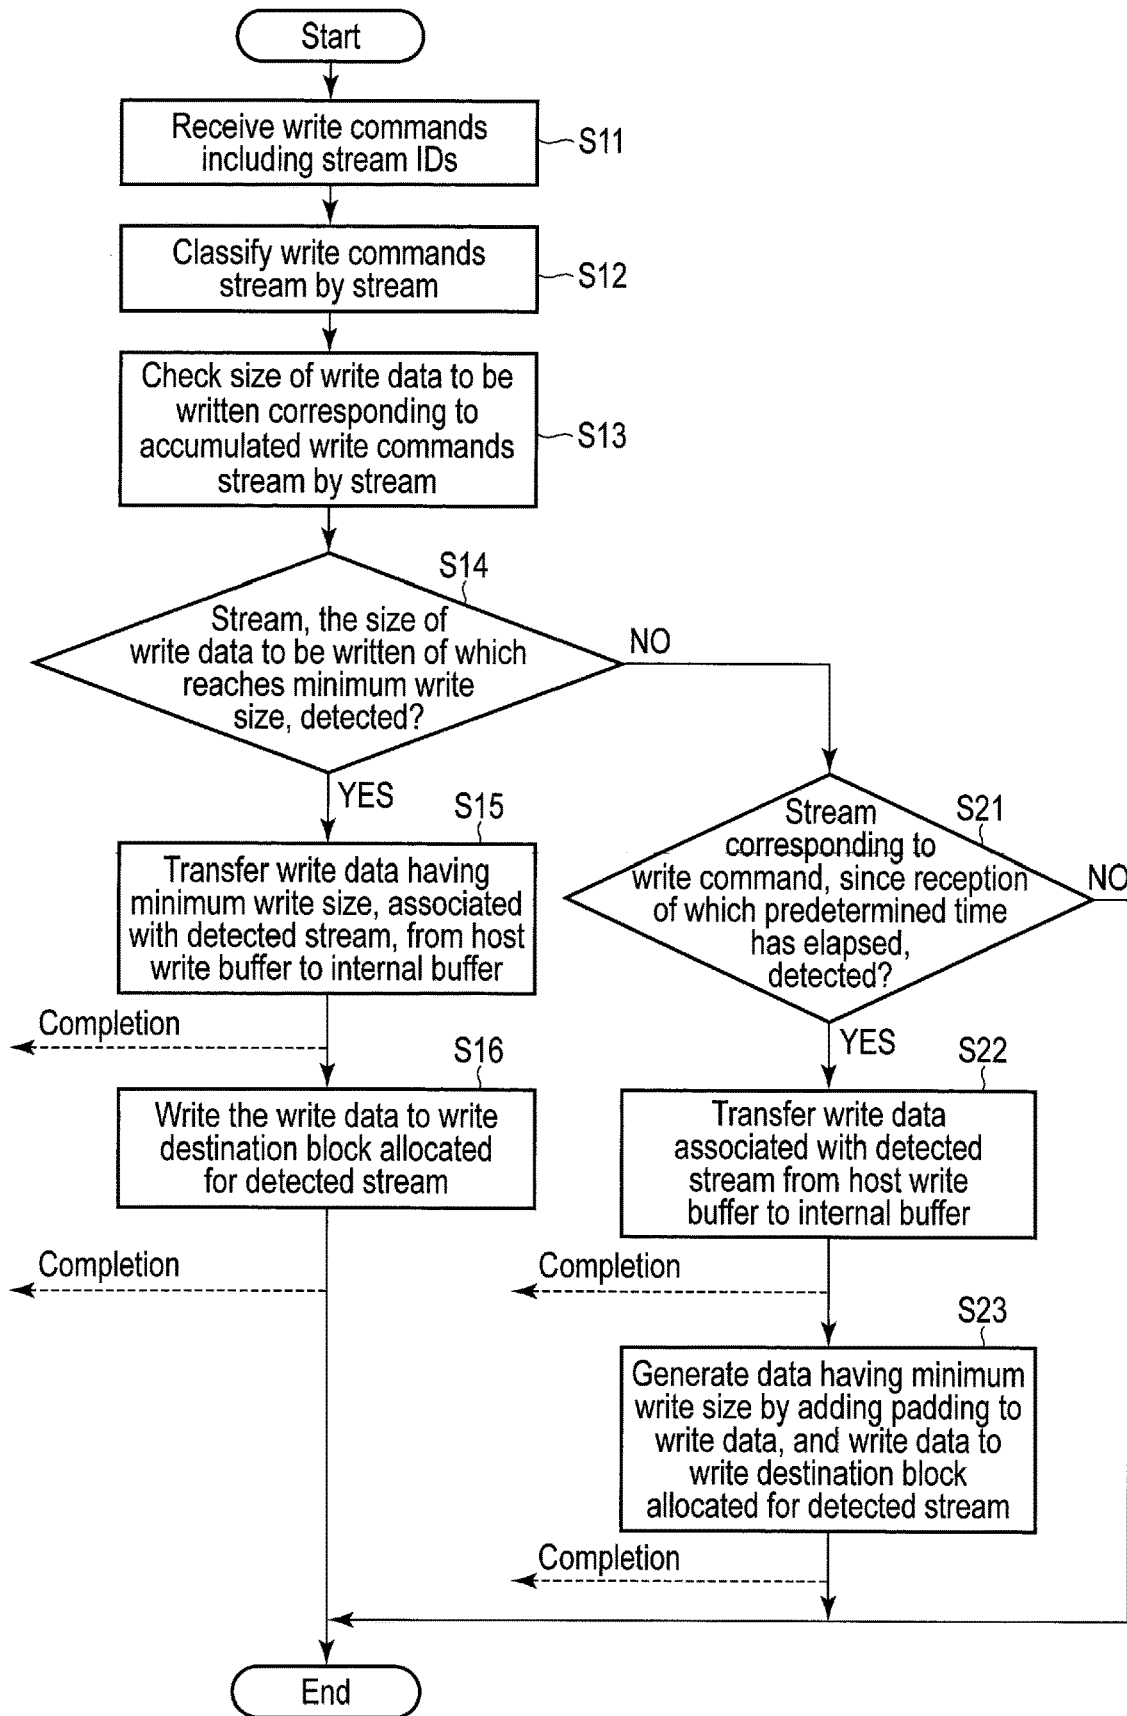 Start
Receive write commands
including stream IDs
S11
Classify write commands
stream by stream
S12
Check size of write data to be
written corresponding to
accumulated write commands
stream by stream
S13
S14
Stream, the size of
write data to be written of which
reaches minimum write
size, detected?
NO
YES
S15
Transfer write data having
minimum write size, associated
with detected stream, from host
write buffer to internal buffer
Completion
S16
Write the write data to write
destination block allocated
for detected stream
Completion
S21
Stream
corresponding to
write command, since reception
of which predetermined time
has elapsed,
detected?
NO
YES
S22
Transfer write data
associated with detected
stream from host write
buffer to internal buffer
Completion
S23
Generate data having minimum
write size by adding padding to
write data, and write data to
write destination block
allocated for detected stream
Completion
End